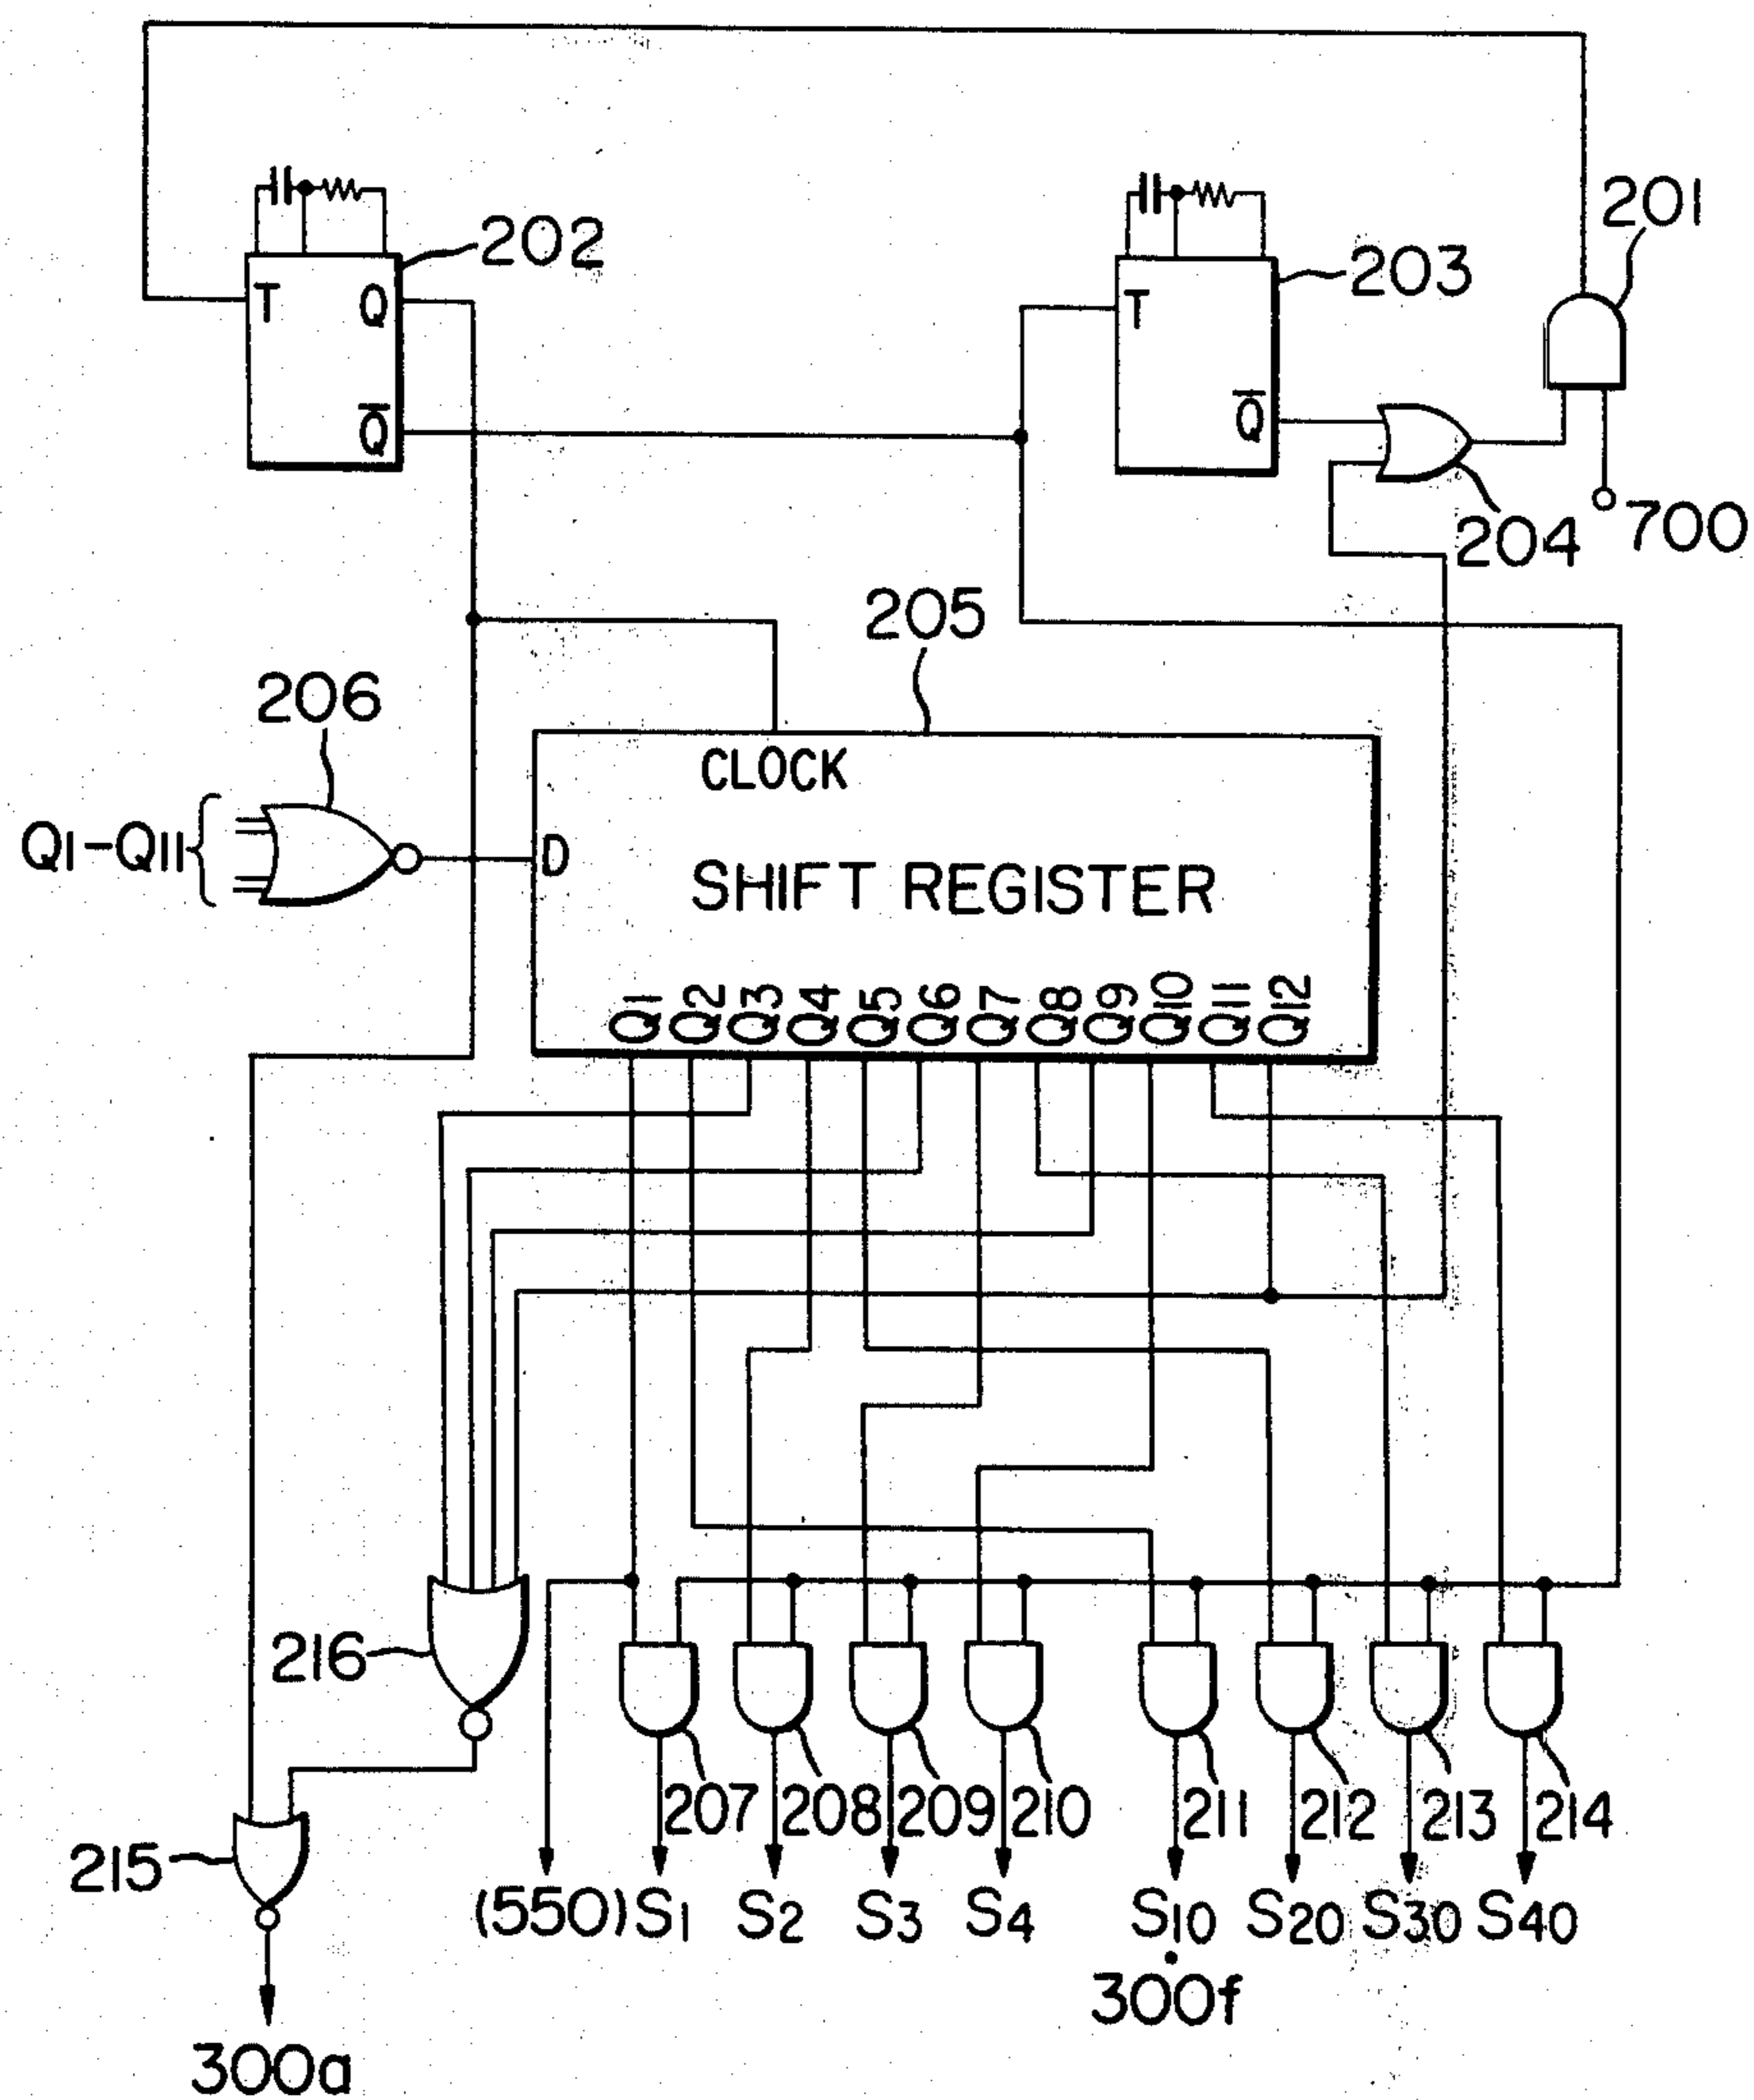 202
203
201
T Q
Q̅
T
Q̅
204
700
205
206
CLOCK
Q1-Q11
D
SHIFT REGISTER
Q1 Q2 Q3 Q4 Q5 Q6 Q7 Q8 Q9 Q10 Q11 Q12
216
207 208 209 210 211 212 213 214
215
(550) S1 S2 S3 S4 S10 S20 S30 S40
300f
300a